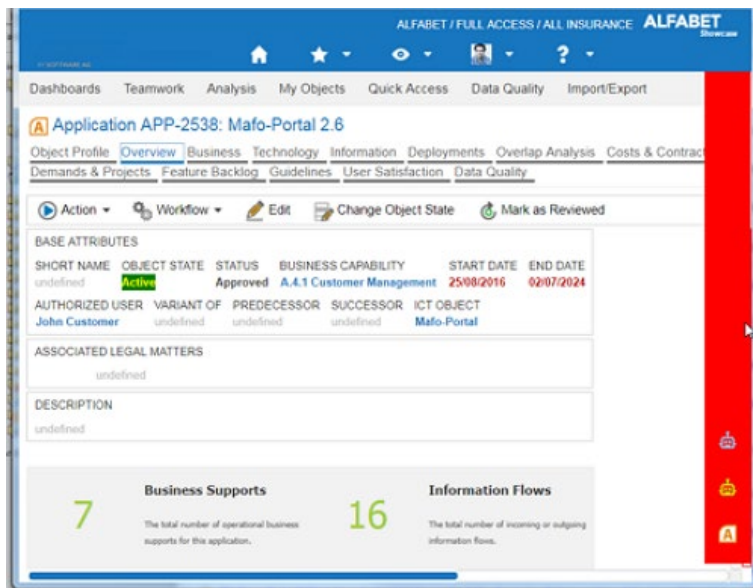 ALFABET / FULL ACCESS / ALL INSURANCE ALFABET
Showcase
Dashboards Teamwork Analysis My Objects Quick Access Data Quality Import/Export
A Application APP-2538: Mafo-Portal 2.6
Object Profile Overview Business Technology Information Deployments Overlap Analysis Costs & Contract
Demands & Projects Feature Backlog Guidelines User Satisfaction Data Quality
Action Workflow Edit Change Object State Mark as Reviewed
BASE ATTRIBUTES
SHORT NAME OBJECT STATE STATUS BUSINESS CAPABILITY START DATE END DATE
undefined Active Approved A.4.1 Customer Management 25/08/2016 02/07/2024
AUTHORIZED USER VARIANT OF PREDECESSOR SUCCESSOR ICT OBJECT
John Customer undefined undefined undefined Mafo-Portal
ASSOCIATED LEGAL MATTERS
undefined
DESCRIPTION
undefined
7 Business Supports 16 Information Flows
The total number of operational business The total number of incoming or outgoing
supports for this application. information flows.
A